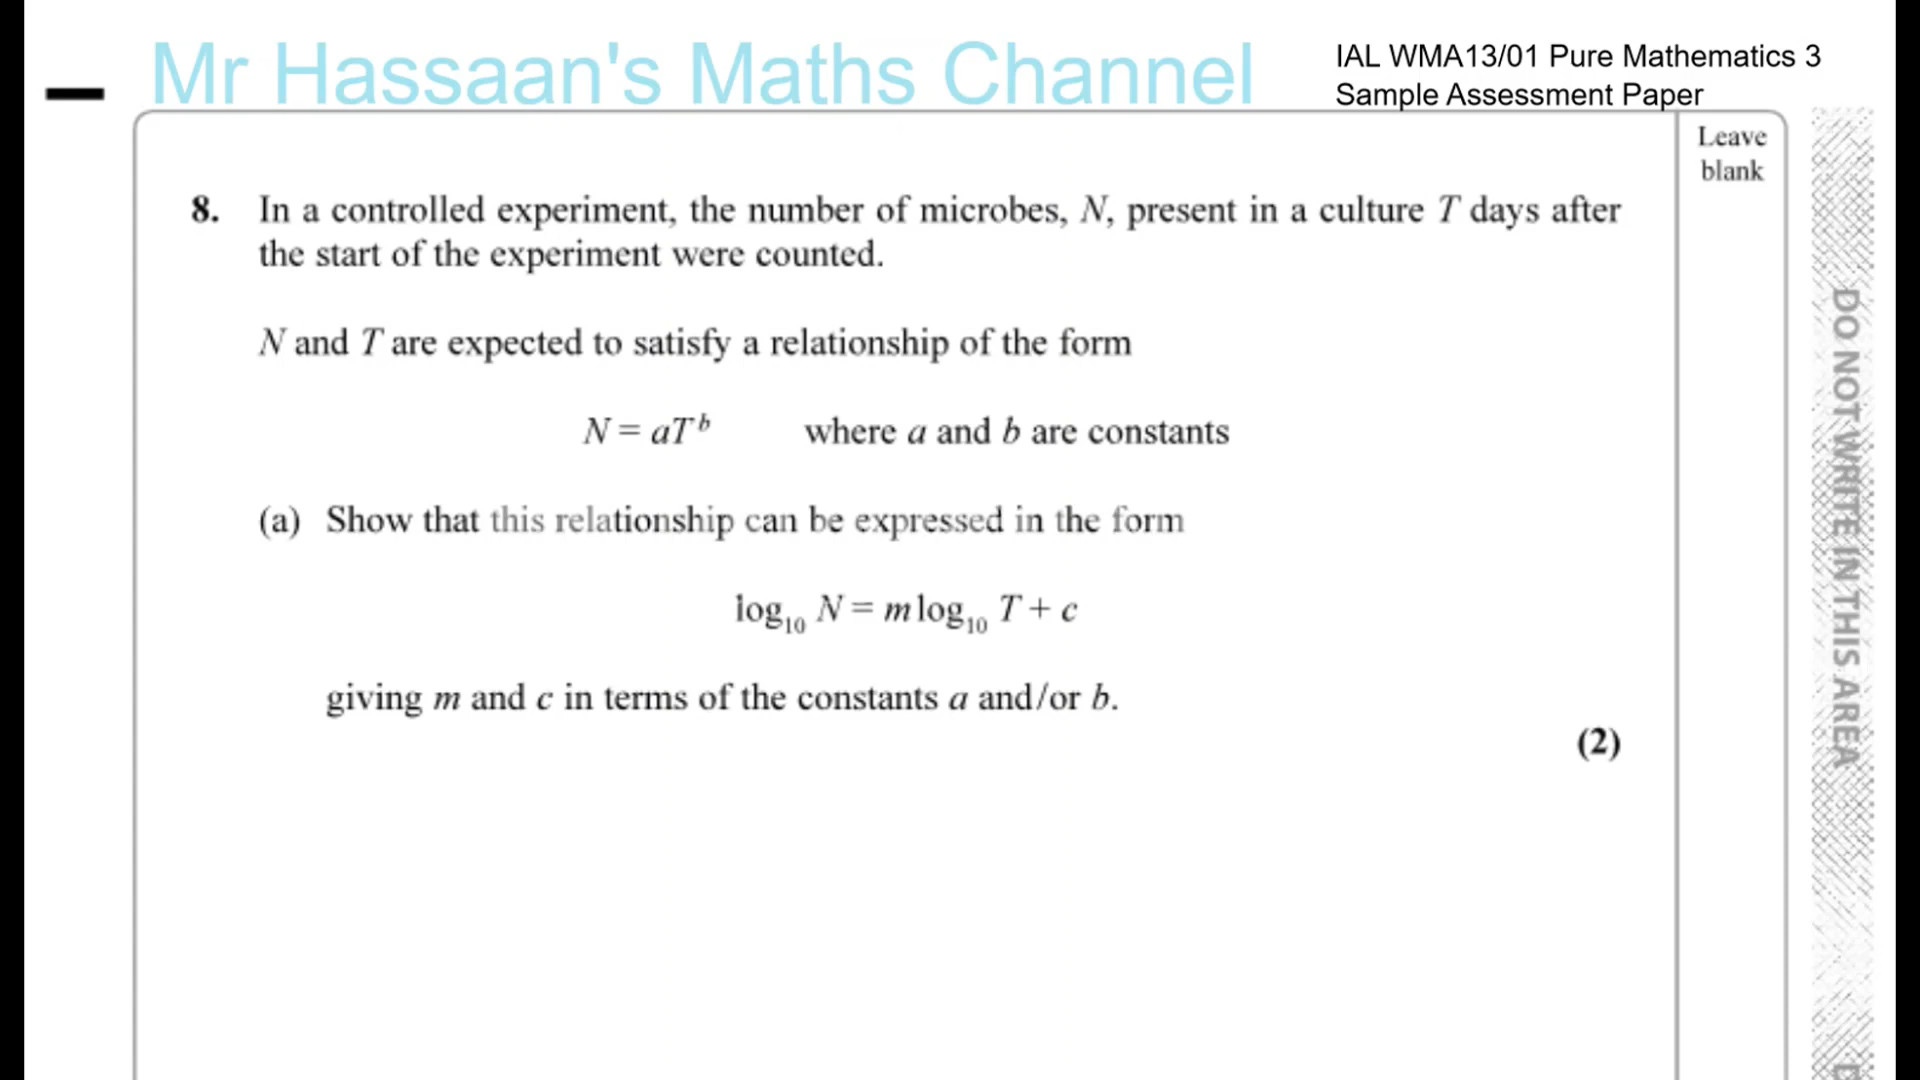 Mr Hassaan's Maths Channel
IAL WMA13/01 Pure Mathematics 3
Sample Assessment Paper
Leave
blank
8. In a controlled experiment, the number of microbes, N, present in a culture T days after
the start of the experiment were counted.
N and T are expected to satisfy a relationship of the form
N = aT^b where a and b are constants
(a) Show that this relationship can be expressed in the form
log₁₀ N = m log₁₀ T + c
giving m and c in terms of the constants a and/or b.
(2)
DO NOT WRITE IN THIS AREA